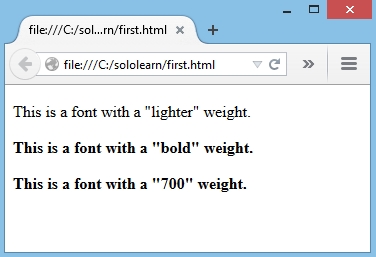 file:///C:/solo...rn/first.html
file:///C:/sololearn/first.html
This is a font with a "lighter" weight.
This is a font with a "bold" weight.
This is a font with a "700" weight.